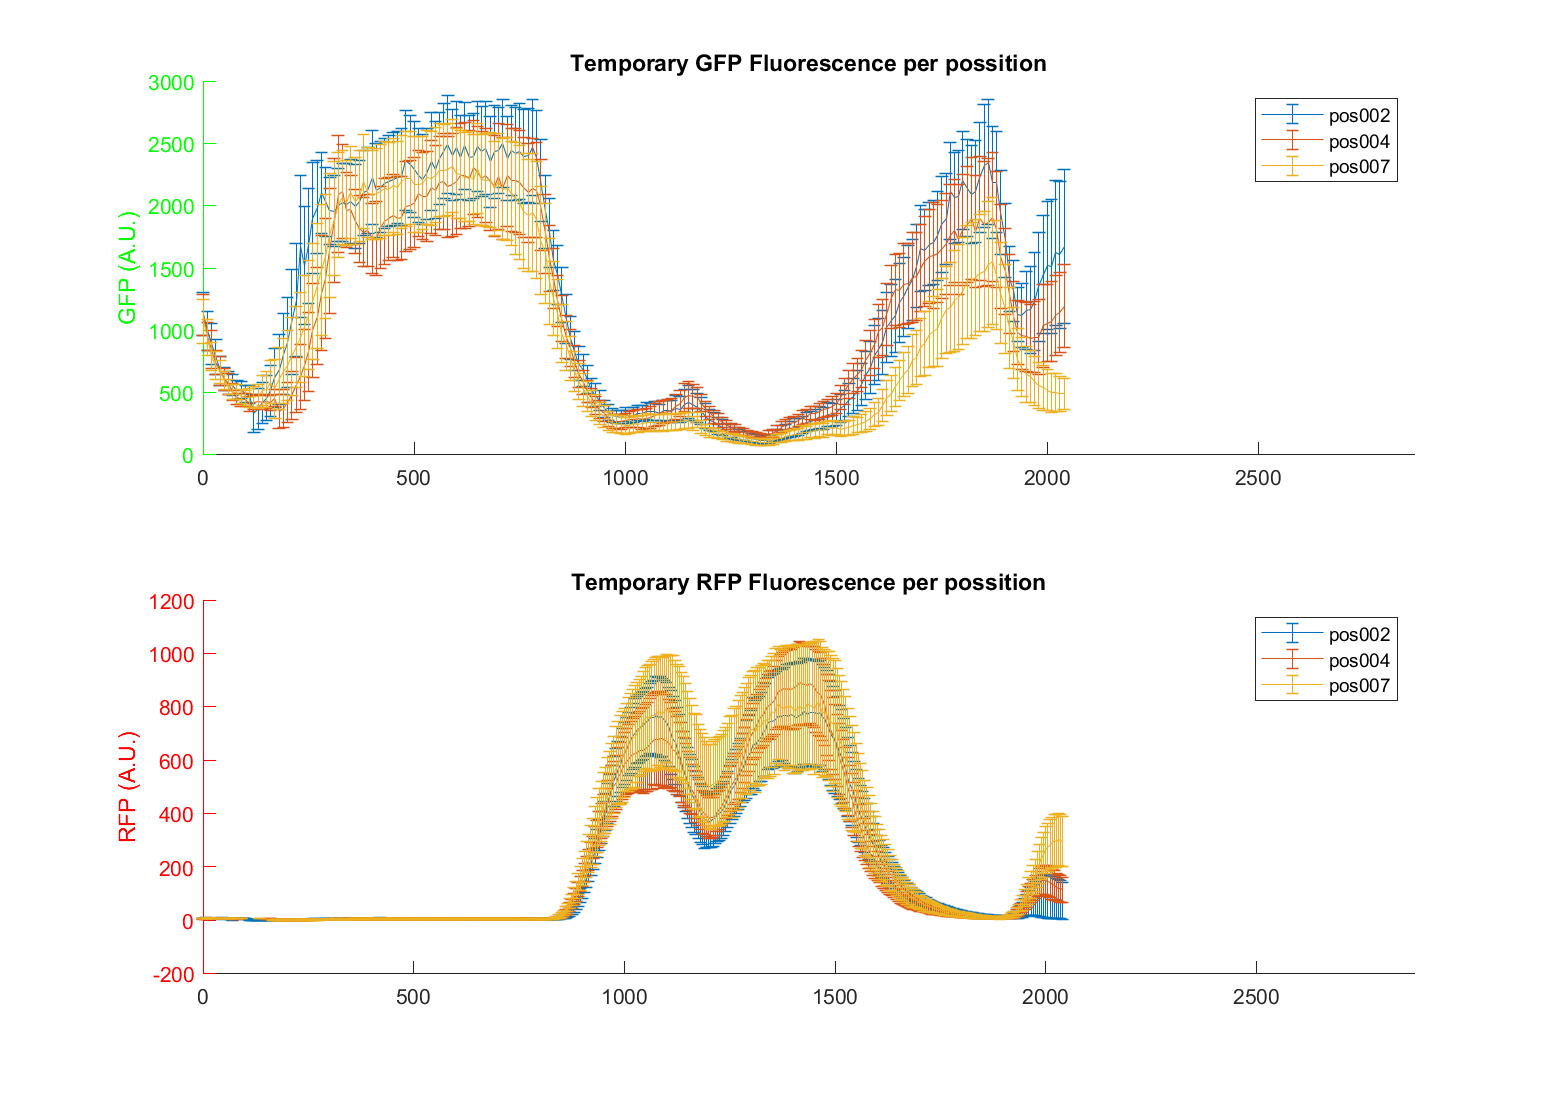 Temporary GFP Fluorescence per possition
GFP (A.U.)
3000
2500
2000
1500
1000
500
0
0 500 1000 1500 2000 2500
pos002
pos004
pos007
Temporary RFP Fluorescence per possition
RFP (A.U.)
1200
1000
800
600
400
200
0
-200
0 500 1000 1500 2000 2500
pos002
pos004
pos007